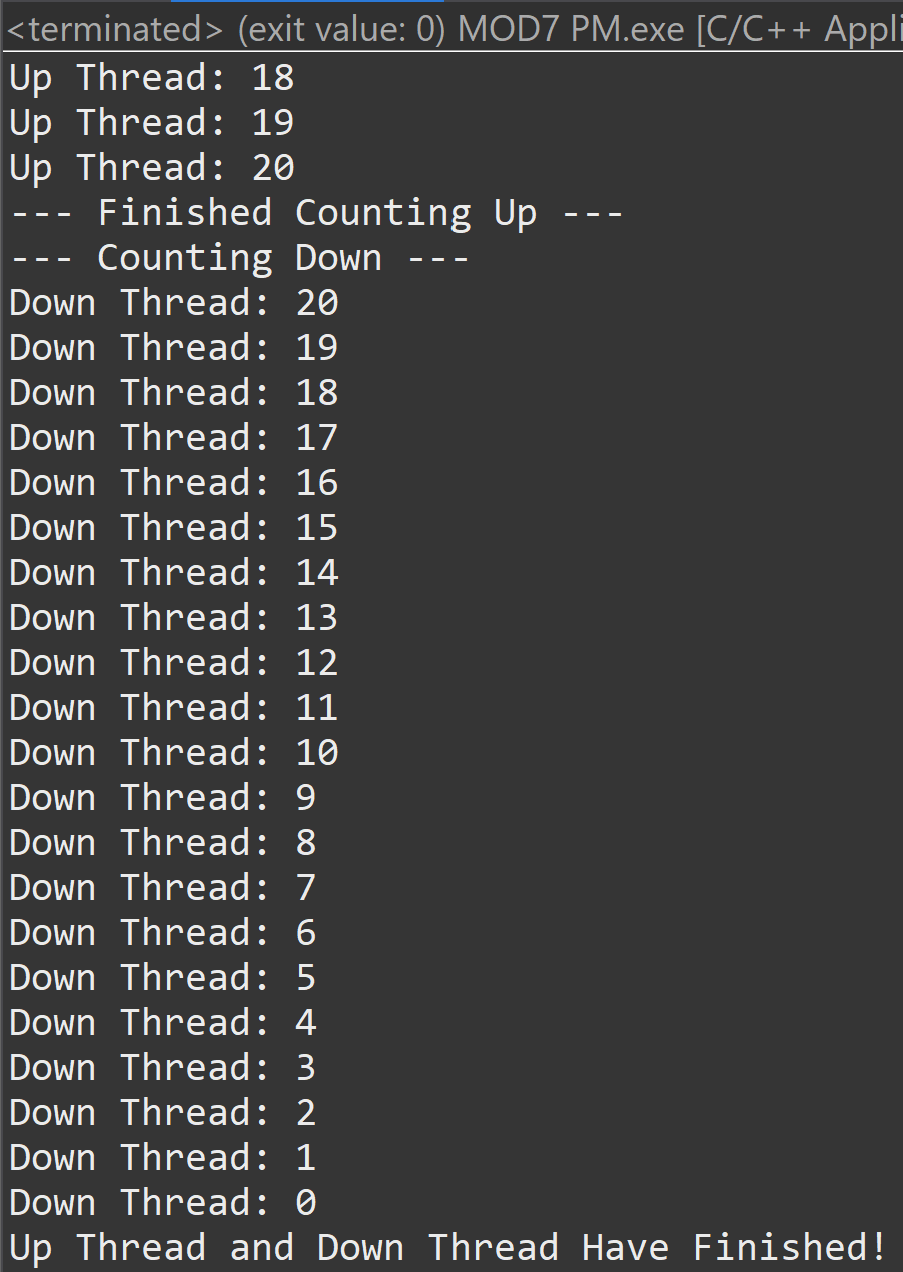 <terminated> (exit value: 0) MOD7 PM.exe [C/C++ Appli
Up Thread: 18
Up Thread: 19
Up Thread: 20
--- Finished Counting Up ---
--- Counting Down ---
Down Thread: 20
Down Thread: 19
Down Thread: 18
Down Thread: 17
Down Thread: 16
Down Thread: 15
Down Thread: 14
Down Thread: 13
Down Thread: 12
Down Thread: 11
Down Thread: 10
Down Thread: 9
Down Thread: 8
Down Thread: 7
Down Thread: 6
Down Thread: 5
Down Thread: 4
Down Thread: 3
Down Thread: 2
Down Thread: 1
Down Thread: 0
Up Thread and Down Thread Have Finished!